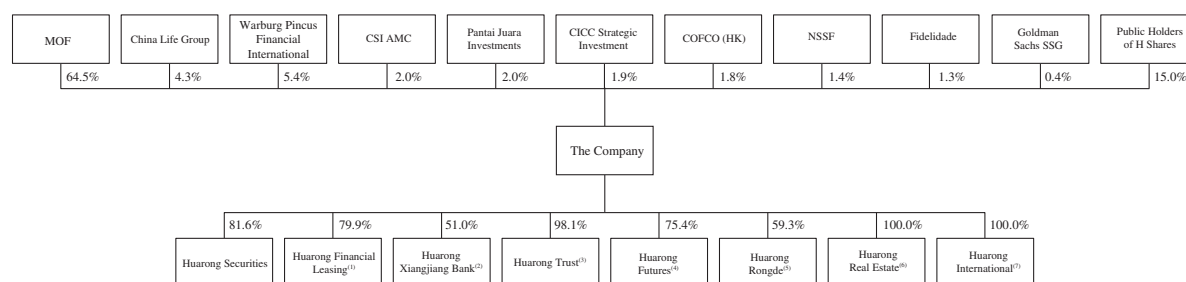 MOF
China Life Group
Warburg Pincus
Financial
International
CSI AMC
Pantai Juara
Investments
CICC Strategic
Investment
COFCO (HK)
NSSF
Fidelidade
Goldman
Sachs SSG
Public Holders
of H Shares
64.5%
4.3%
5.4%
2.0%
2.0%
1.9%
1.8%
1.4%
1.3%
0.4%
15.0%
The Company
81.6%
79.9%
51.0%
98.1%
75.4%
59.3%
100.0%
100.0%
Huarong Securities
Huarong Financial
Leasing(1)
Huarong
Xiangjiang Bank(2)
Huarong Trust(3)
Huarong
Futures(4)
Huarong
Rongde(5)
Huarong
Real Estate(6)
Huarong
International(7)